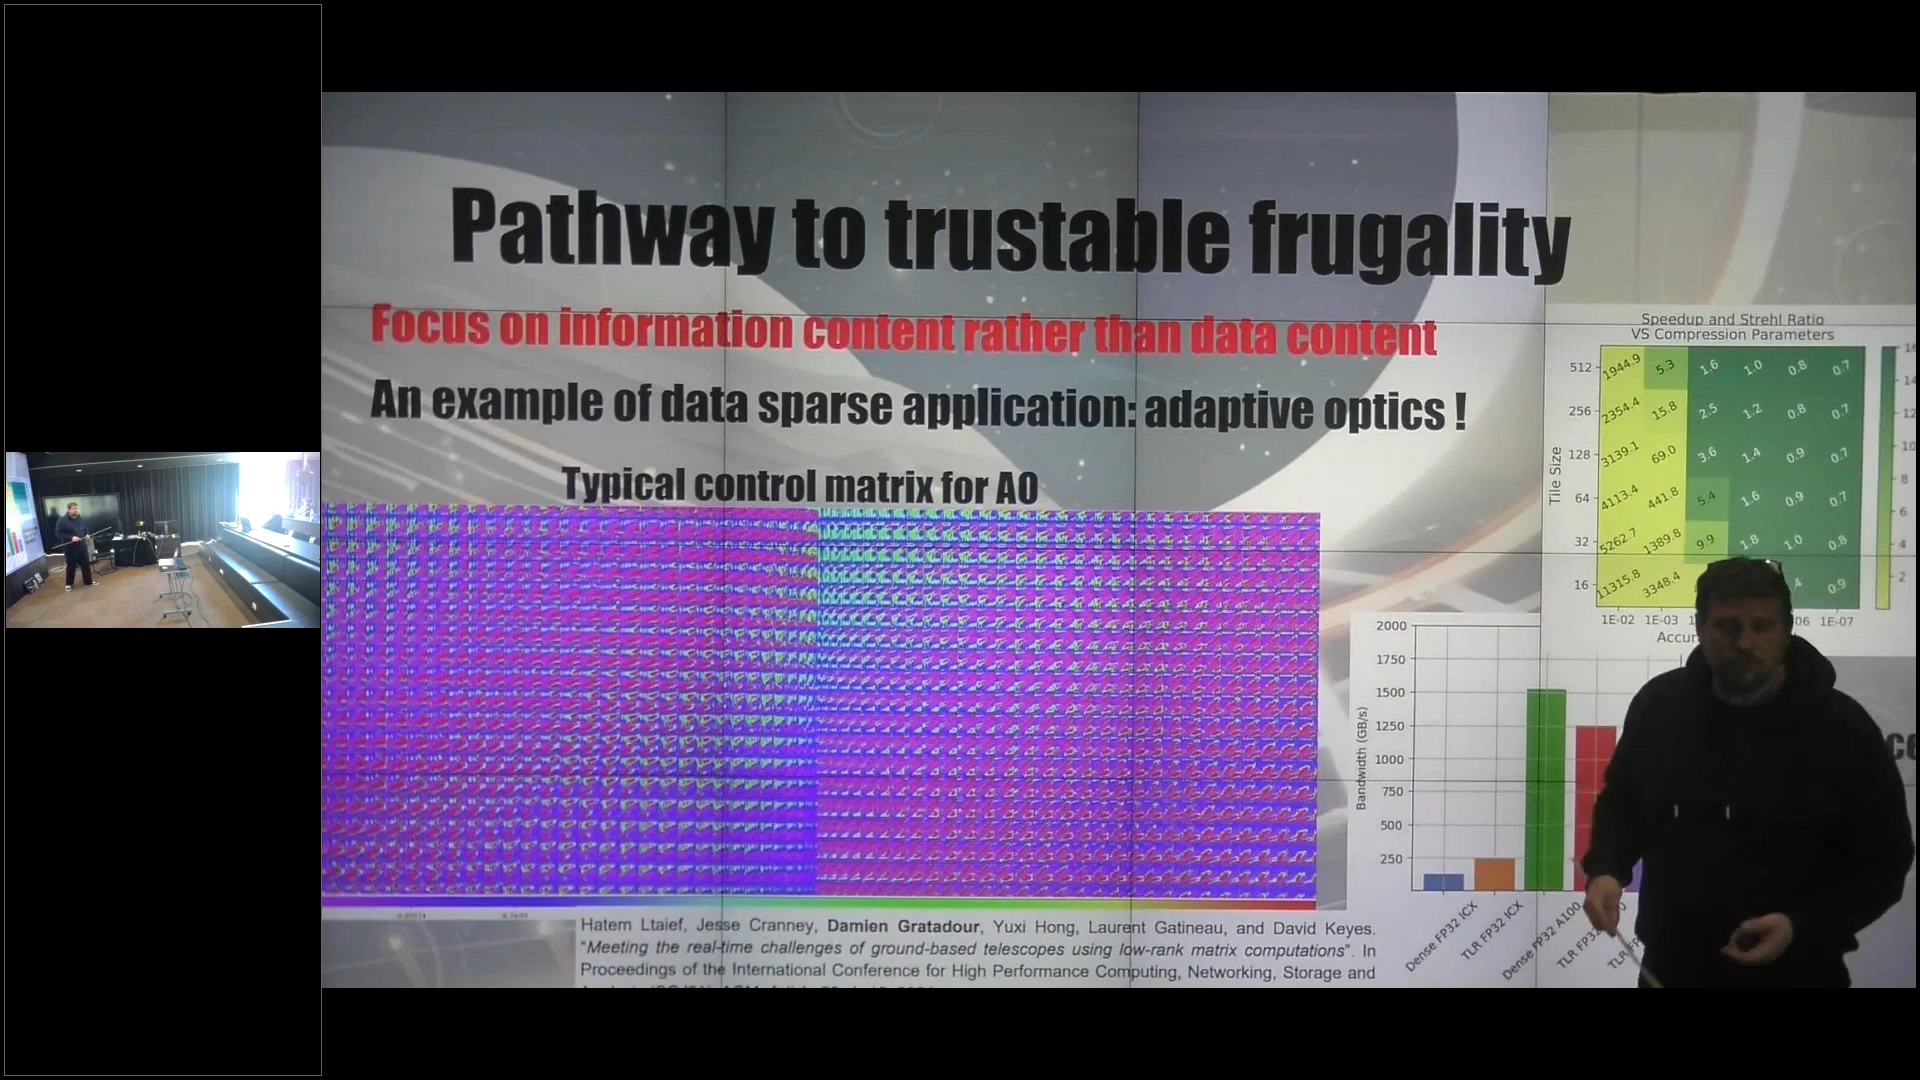 Pathway to trustable frugality
Focus on information content rather than data content
An example of data sparse application: adaptive optics !
Typical control matrix for AO
Speedup and Strehl Ratio
VS Compression Parameters
Tile Size
512 1944.9 5.3 1.6 1.0 0.8 0.7
256 2354.4 15.8 2.5 1.2 0.8 0.7
128 3139.1 69.0 3.6 1.4 0.9 0.7
64 4113.4 441.8 5.4 1.6 0.9 0.7
32 5262.7 1389.8 9.9 1.8 1.0 0.8
16 11315.8 3348.4 0.9
1E-02 1E-03 1E-07
8
6
4
2
Bandwidth (GB/s)
2000
1750
1500
1250
1000
750
500
250
Dense FP32 ICX
TLR FP32 ICX
Dense FP32 A100
Hatem Ltaief, Jesse Cranney, Damien Gratadour, Yuxi Hong, Laurent Gatineau, and David Keyes.
"Meeting the real-time challenges of ground-based telescopes using low-rank matrix computations". In
Proceedings of the International Conference for High Performance Computing, Networking, Storage and